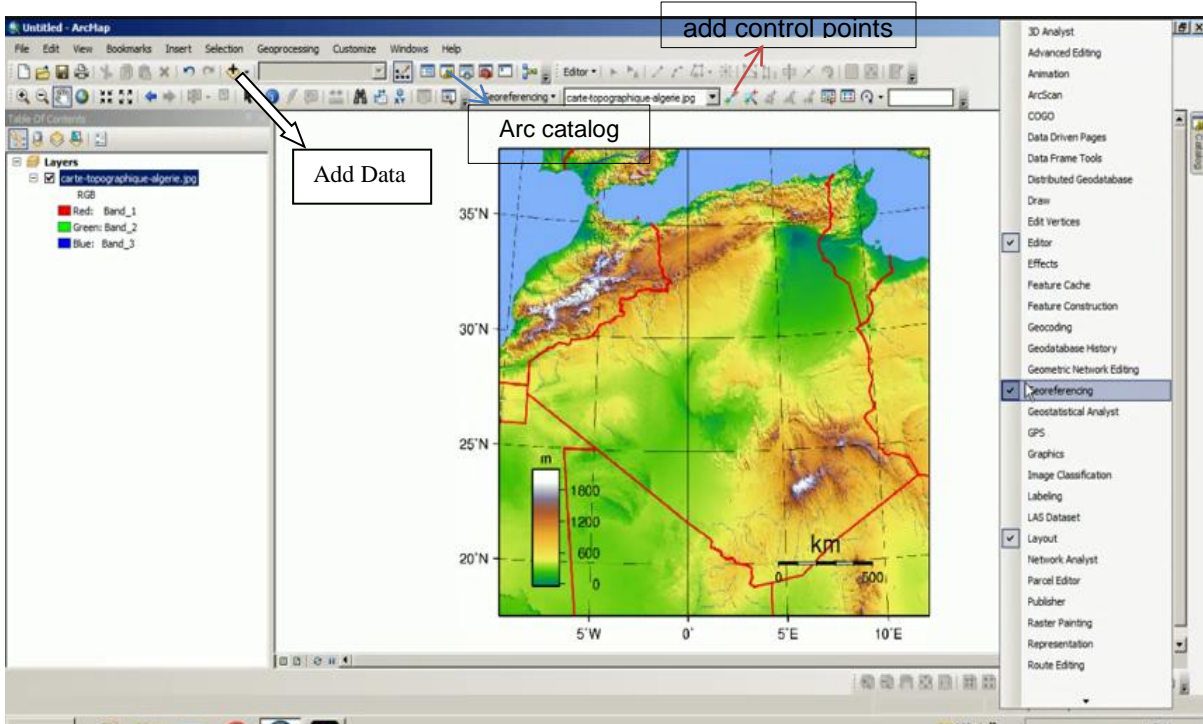 Untitled - ArcMap
add control points
File Edit View Bookmarks Insert Selection Geoprocessing Customize Windows Help
Editor
Georeferencing carte-topographique-algerie.jpg
Table Of Contents
Arc catalog
Add Data
Layers
carte-topographique-algerie.jpg
RGB
Red: Band_1
Green: Band_2
Blue: Band_3
35°N
30°N
25°N
20°N
m
1800
1200
600
0
km
0 500
5°W 0° 5°E 10°E
3D Analyst
Advanced Editing
Animation
ArcScan
COGO
Data Driven Pages
Data Frame Tools
Distributed Geodatabase
Draw
Edit Vertices
Editor
Effects
Feature Cache
Feature Construction
Geocoding
Geodatabase History
Geometric Network Editing
Georeferencing
Geostatistical Analyst
GPS
Graphics
Image Classification
Labeling
LAS Dataset
Layout
Network Analyst
Parcel Editor
Publisher
Raster Painting
Representation
Route Editing
Catalog